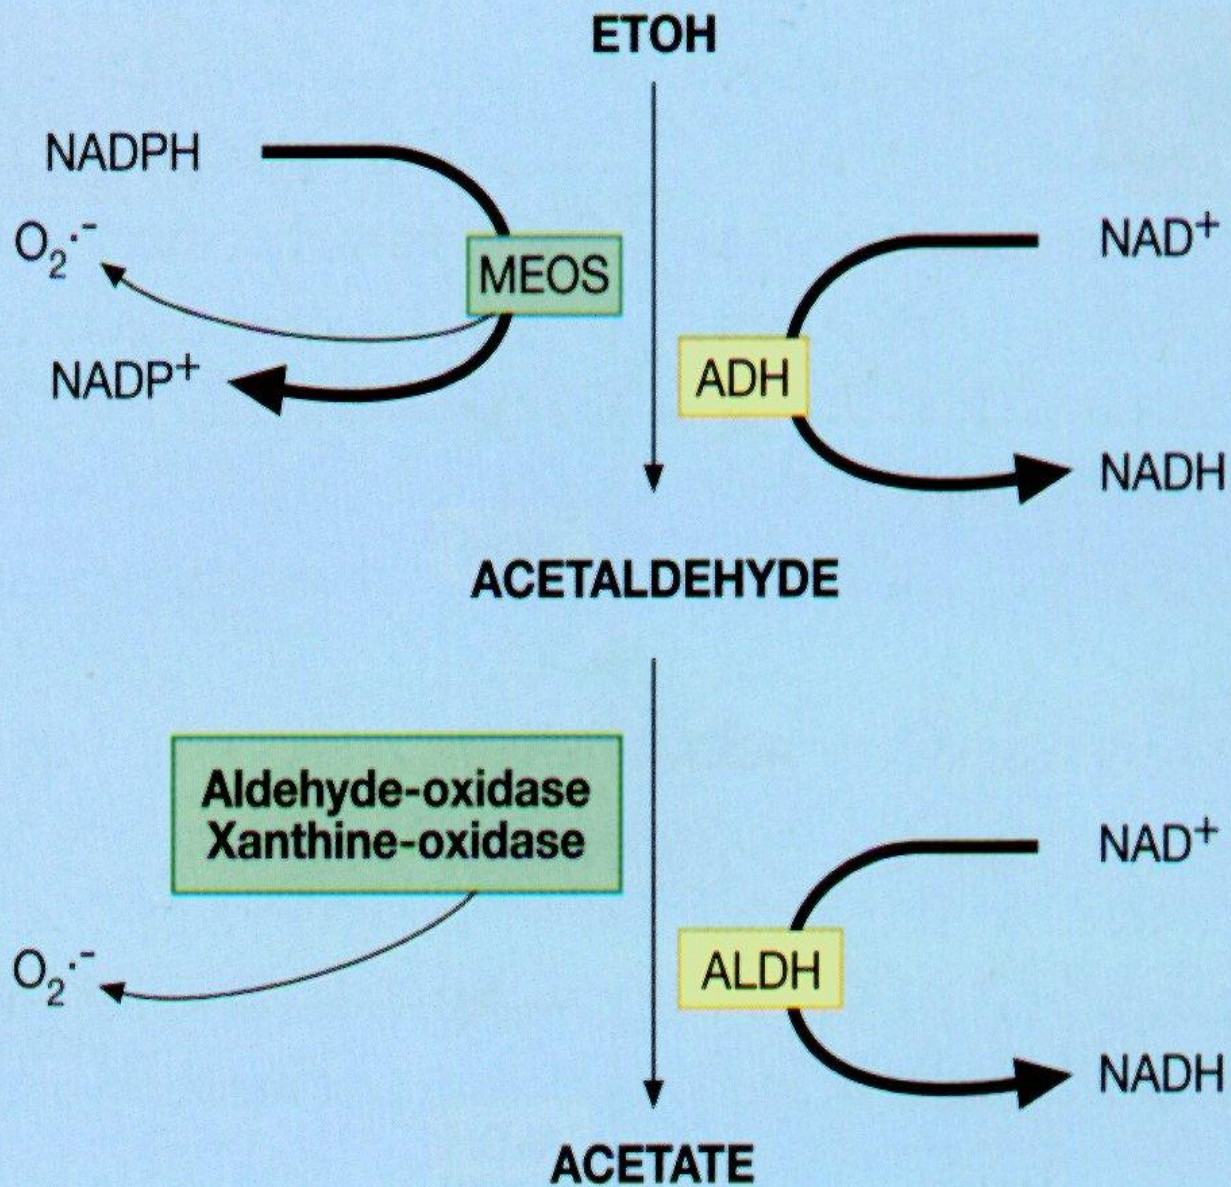 ETOH
NADPH
O₂·⁻
MEOS
NADP⁺
NAD⁺
ADH
NADH
ACETALDEHYDE
Aldehyde-oxidase
Xanthine-oxidase
O₂·⁻
NAD⁺
ALDH
NADH
ACETATE